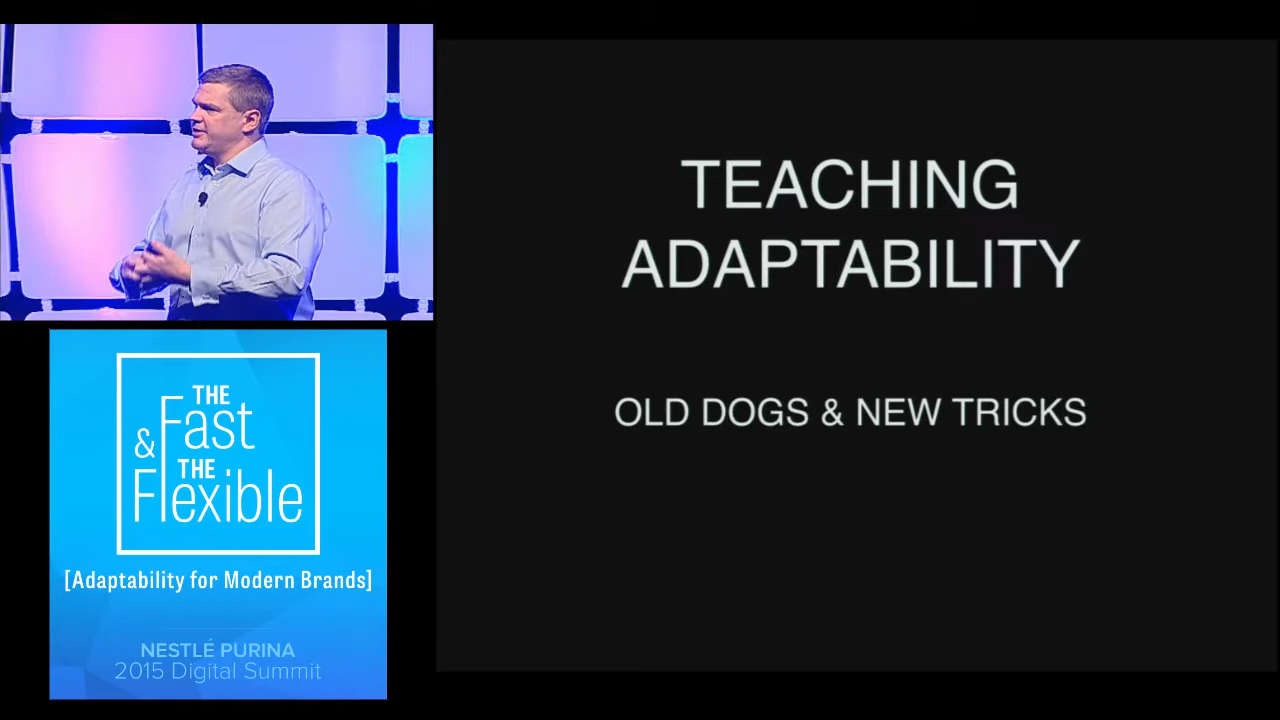 TEACHING
ADAPTABILITY
OLD DOGS & NEW TRICKS
THE
& Fast
THE
Flexible
[Adaptability for Modern Brands]
NESTLÉ PURINA
2015 Digital Summit